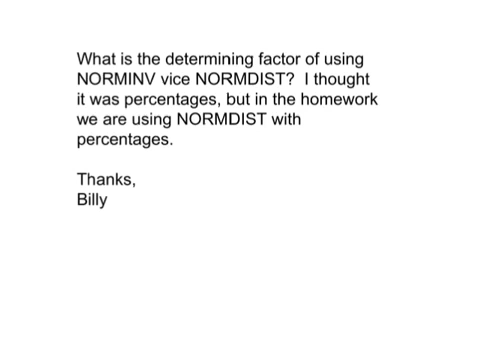 What is the determining factor of using
NORMINV vice NORMDIST?  I thought
it was percentages, but in the homework
we are using NORMDIST with
percentages.

Thanks,
Billy